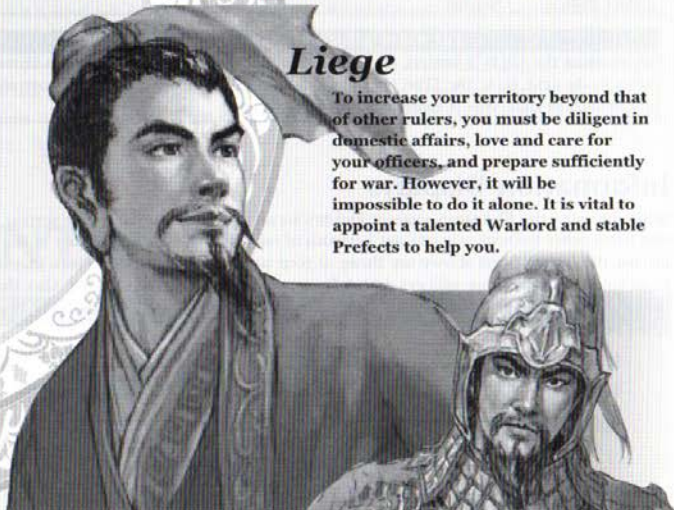 Liege
To increase your territory beyond that
of other rulers, you must be diligent in
domestic affairs, love and care for
your officers, and prepare sufficiently
for war. However, it will be
impossible to do it alone. It is vital to
appoint a talented Warlord and stable
Prefects to help you.